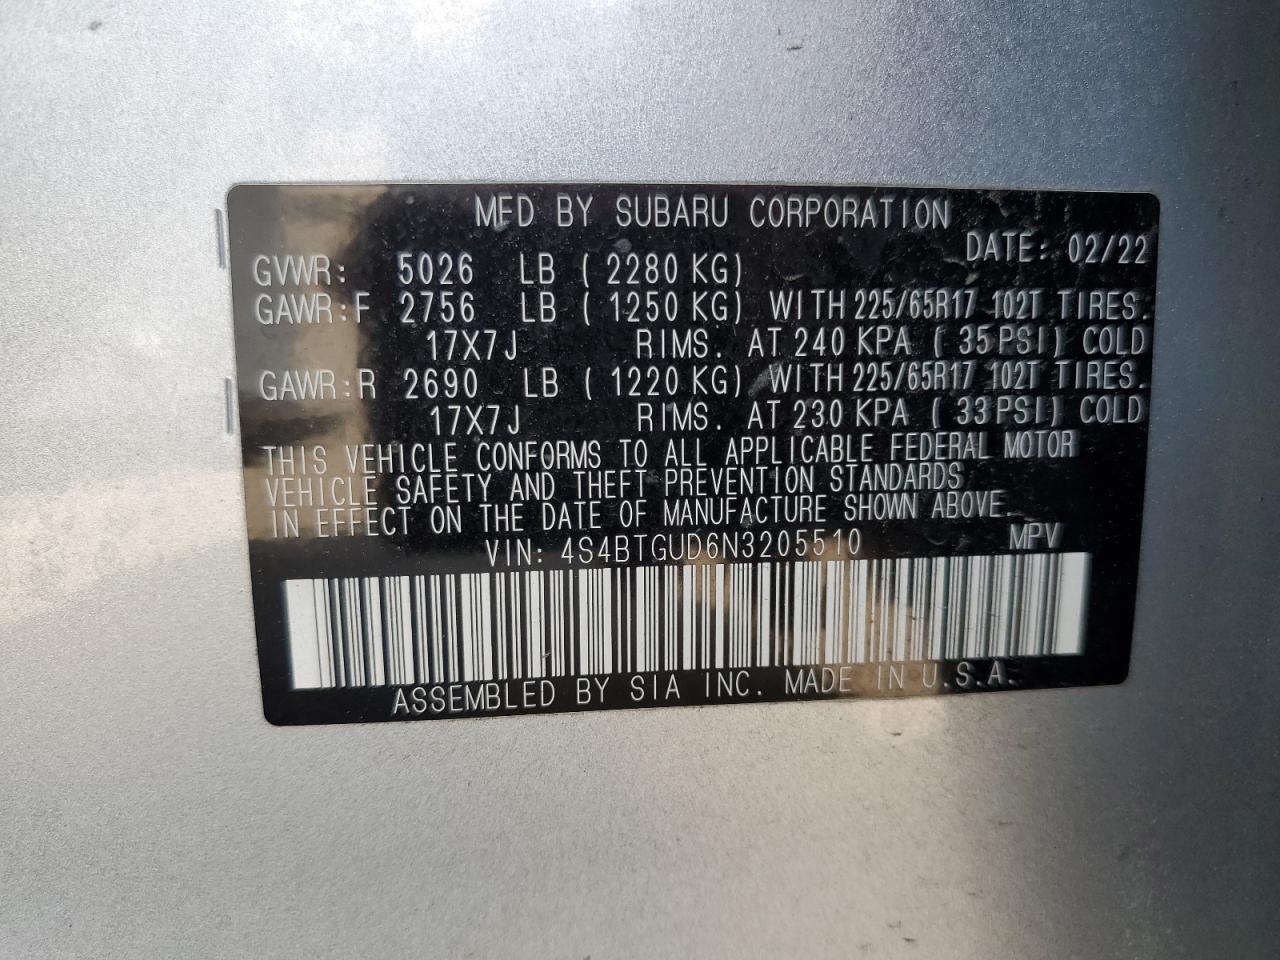 MFD BY SUBARU CORPORATION
DATE: 02/22
GVWR: 5026 LB ( 2280 KG)
GAWR:F 2756 LB ( 1250 KG) WITH 225/65R17 102T TIRES.
17X7J RIMS. AT 240 KPA ( 35 PSI) COLD
GAWR:R 2690 LB ( 1220 KG) WITH 225/65R17 102T TIRES.
17X7J RIMS. AT 230 KPA ( 33 PSI) COLD
THIS VEHICLE CONFORMS TO ALL APPLICABLE FEDERAL MOTOR
VEHICLE SAFETY AND THEFT PREVENTION STANDARDS
IN EFFECT ON THE DATE OF MANUFACTURE SHOWN ABOVE.
VIN: 4S4BTGUD6N3205510 MPV
ASSEMBLED BY SIA INC. MADE IN U.S.A.